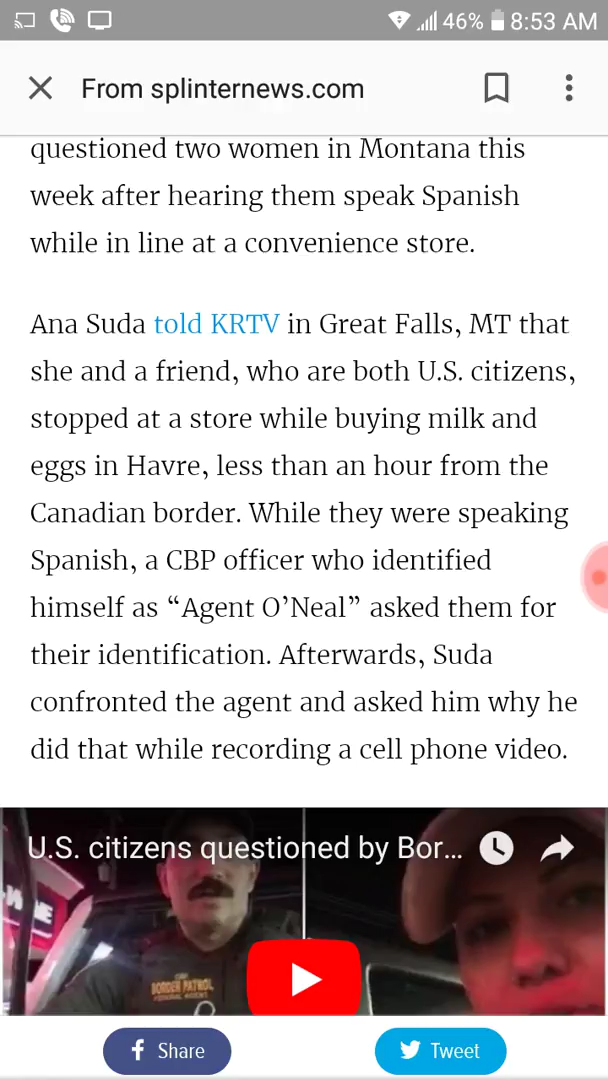 46% 8:53 AM
From splinternews.com
questioned two women in Montana this
week after hearing them speak Spanish
while in line at a convenience store.
Ana Suda told KRTV in Great Falls, MT that
she and a friend, who are both U.S. citizens,
stopped at a store while buying milk and
eggs in Havre, less than an hour from the
Canadian border. While they were speaking
Spanish, a CBP officer who identified
himself as “Agent O’Neal” asked them for
their identification. Afterwards, Suda
confronted the agent and asked him why he
did that while recording a cell phone video.
U.S. citizens questioned by Bor...
BORDER PATROL
Share
Tweet